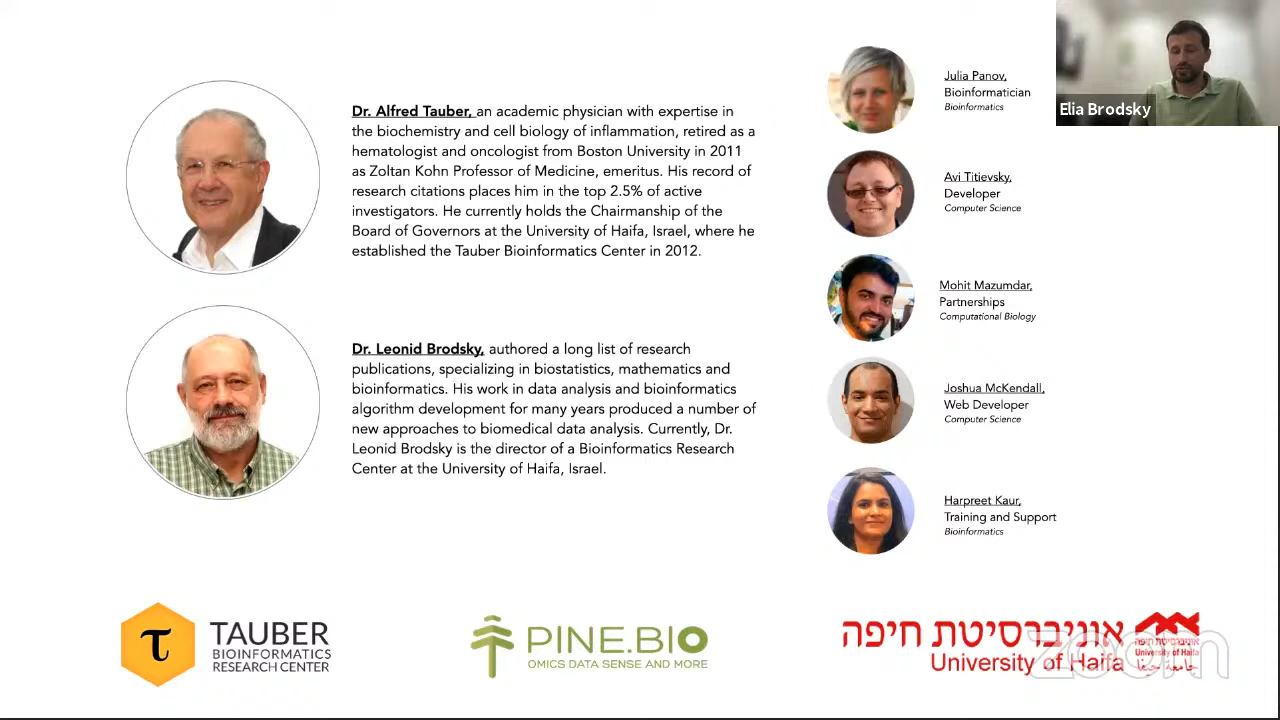 Dr. Alfred Tauber, an academic physician with expertise in
the biochemistry and cell biology of inflammation, retired as a
hematologist and oncologist from Boston University in 2011
as Zoltan Kohn Professor of Medicine, emeritus. His record of
research citations places him in the top 2.5% of active
investigators. He currently holds the Chairmanship of the
Board of Governors at the University of Haifa, Israel, where he
established the Tauber Bioinformatics Center in 2012.
Dr. Leonid Brodsky, authored a long list of research
publications, specializing in biostatistics, mathematics and
bioinformatics. His work in data analysis and bioinformatics
algorithm development for many years produced a number of
new approaches to biomedical data analysis. Currently, Dr.
Leonid Brodsky is the director of a Bioinformatics Research
Center at the University of Haifa, Israel.
Julia Panov,
Bioinformatician
Bioinformatics
Avi Titievsky,
Developer
Computer Science
Mohit Mazumdar,
Partnerships
Computational Biology
Joshua McKendall,
Web Developer
Computer Science
Harpreet Kaur,
Training and Support
Bioinformatics
Elia Brodsky
τ
TAUBER
BIOINFORMATICS
RESEARCH CENTER
PINE.BIO
OMICS DATA SENSE AND MORE
אוניברסיטת חיפה
University of Haifa
אוניברסיטת חיפה
University of Haifa
جامعة حيفا
zoom